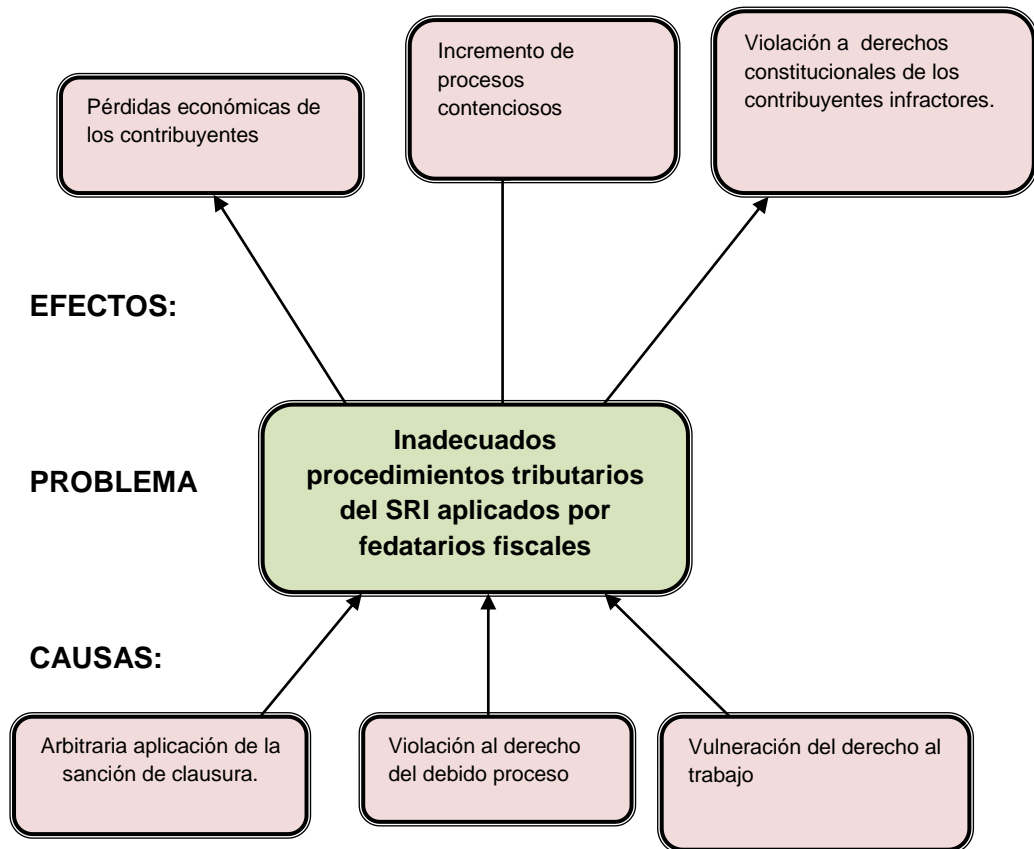 Pérdidas económicas de
los contribuyentes
Incremento de
procesos
contenciosos
Violación a derechos
constitucionales de los
contribuyentes infractores.
EFECTOS:
PROBLEMA
Inadecuados
procedimientos tributarios
del SRI aplicados por
fedatarios fiscales
CAUSAS:
Arbitraria aplicación de la
sanción de clausura.
Violación al derecho
del debido proceso
Vulneración del derecho al
trabajo